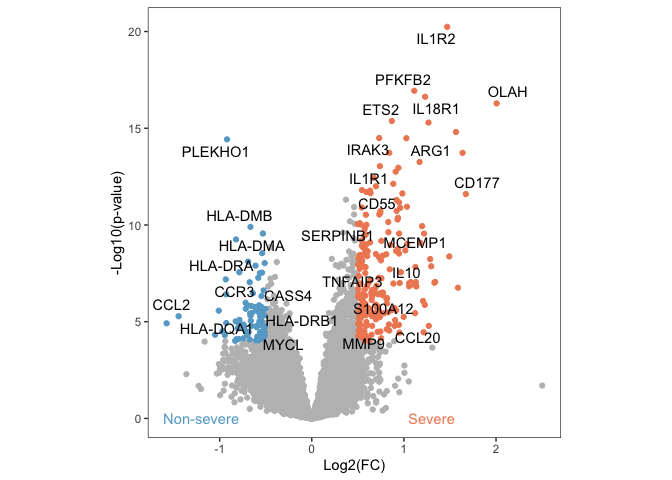 20
IL1R2
PFKFB2
OLAH
ETS2
IL18R1
15
PLEKHO1
IRAK3
ARG1
IL1R1
CD177
HLA-DMB
CD55
10
SERPINB1
HLA-DMA
MCEMP1
HLA-DRA
IL10
TNFAIP3
CCR3
CASS4
CCL2
S100A12
5
HLA-DQA1
HLA-DRB1
MYCL
MMP9
CCL20
0
Non-severe
Severe
-1
0
1
2
Log2(FC)
-Log10(p-value)